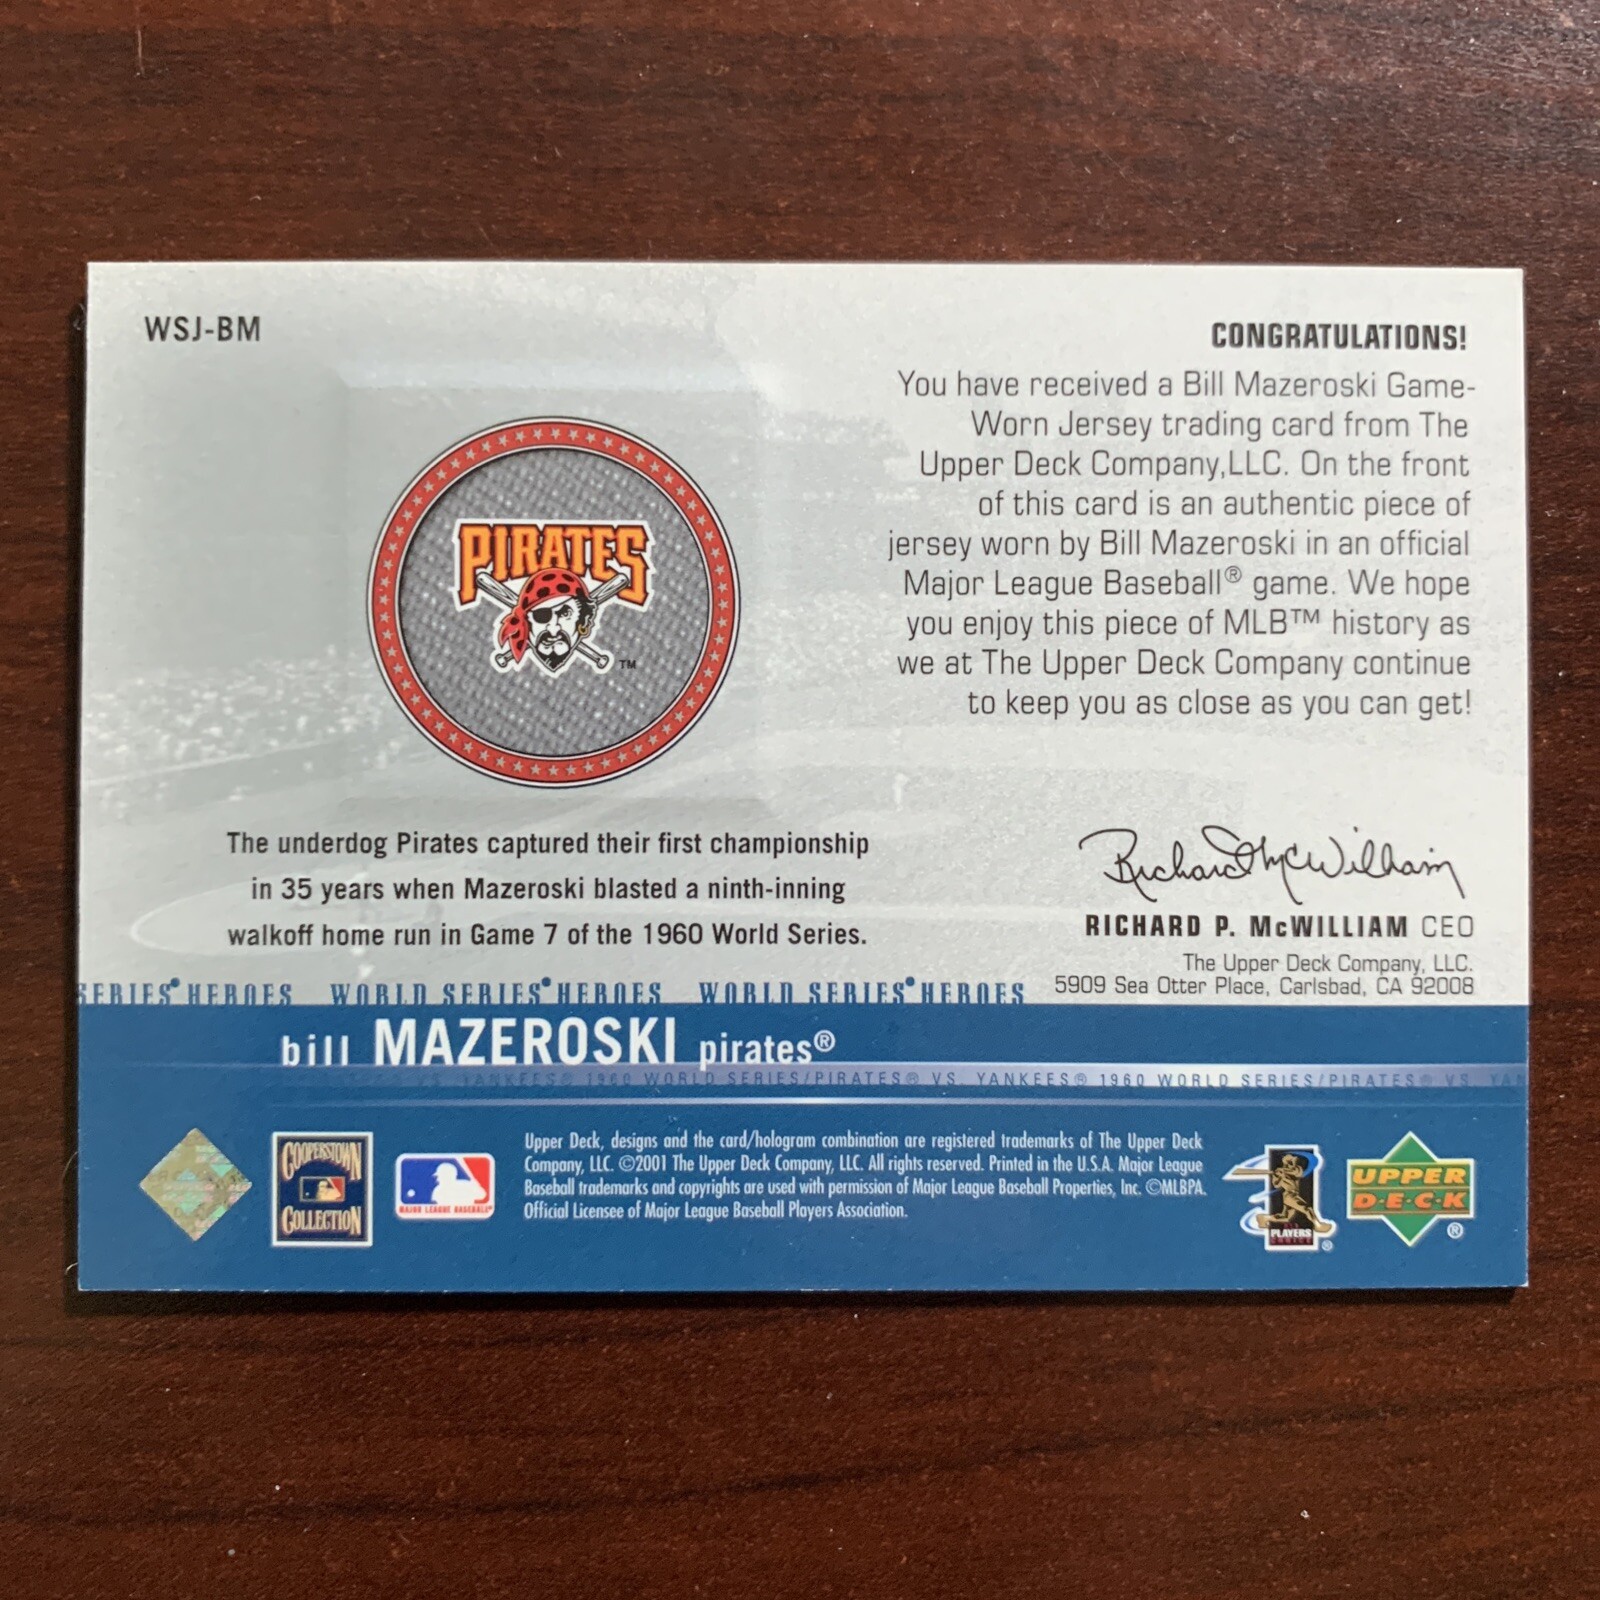 WSJ-BM
CONGRATULATIONS!
You have received a Bill Mazeroski Game-
Worn Jersey trading card from The
Upper Deck Company,LLC. On the front
of this card is an authentic piece of
jersey worn by Bill Mazeroski in an official
Major League Baseball® game. We hope
you enjoy this piece of MLB™ history as
we at The Upper Deck Company continue
to keep you as close as you can get!
PIRATES
TM
The underdog Pirates captured their first championship
in 35 years when Mazeroski blasted a ninth-inning
walkoff home run in Game 7 of the 1960 World Series.
Richard McWilliam
RICHARD P. McWILLIAM CEO
The Upper Deck Company, LLC.
5909 Sea Otter Place, Carlsbad, CA 92008
SERIES HEROES WORLD SERIES HEROES WORLD SERIES HEROES
bill MAZEROSKI pirates®
VS. YANKEES® 1960 WORLD SERIES/PIRATES® VS. YANKEES® 1960 WORLD SERIES/PIRATES® VS. YAN
COOPERSTOWN
COLLECTION
MAJOR LEAGUE BASEBALL®
Upper Deck, designs and the card/hologram combination are registered trademarks of The Upper Deck
Company, LLC. ©2001 The Upper Deck Company, LLC. All rights reserved. Printed in the U.S.A. Major League
Baseball trademarks and copyrights are used with permission of Major League Baseball Properties, Inc. ©MLBPA.
Official Licensee of Major League Baseball Players Association.
PLAYERS
CHOICE
®
UPPER
D·E·C·K
®